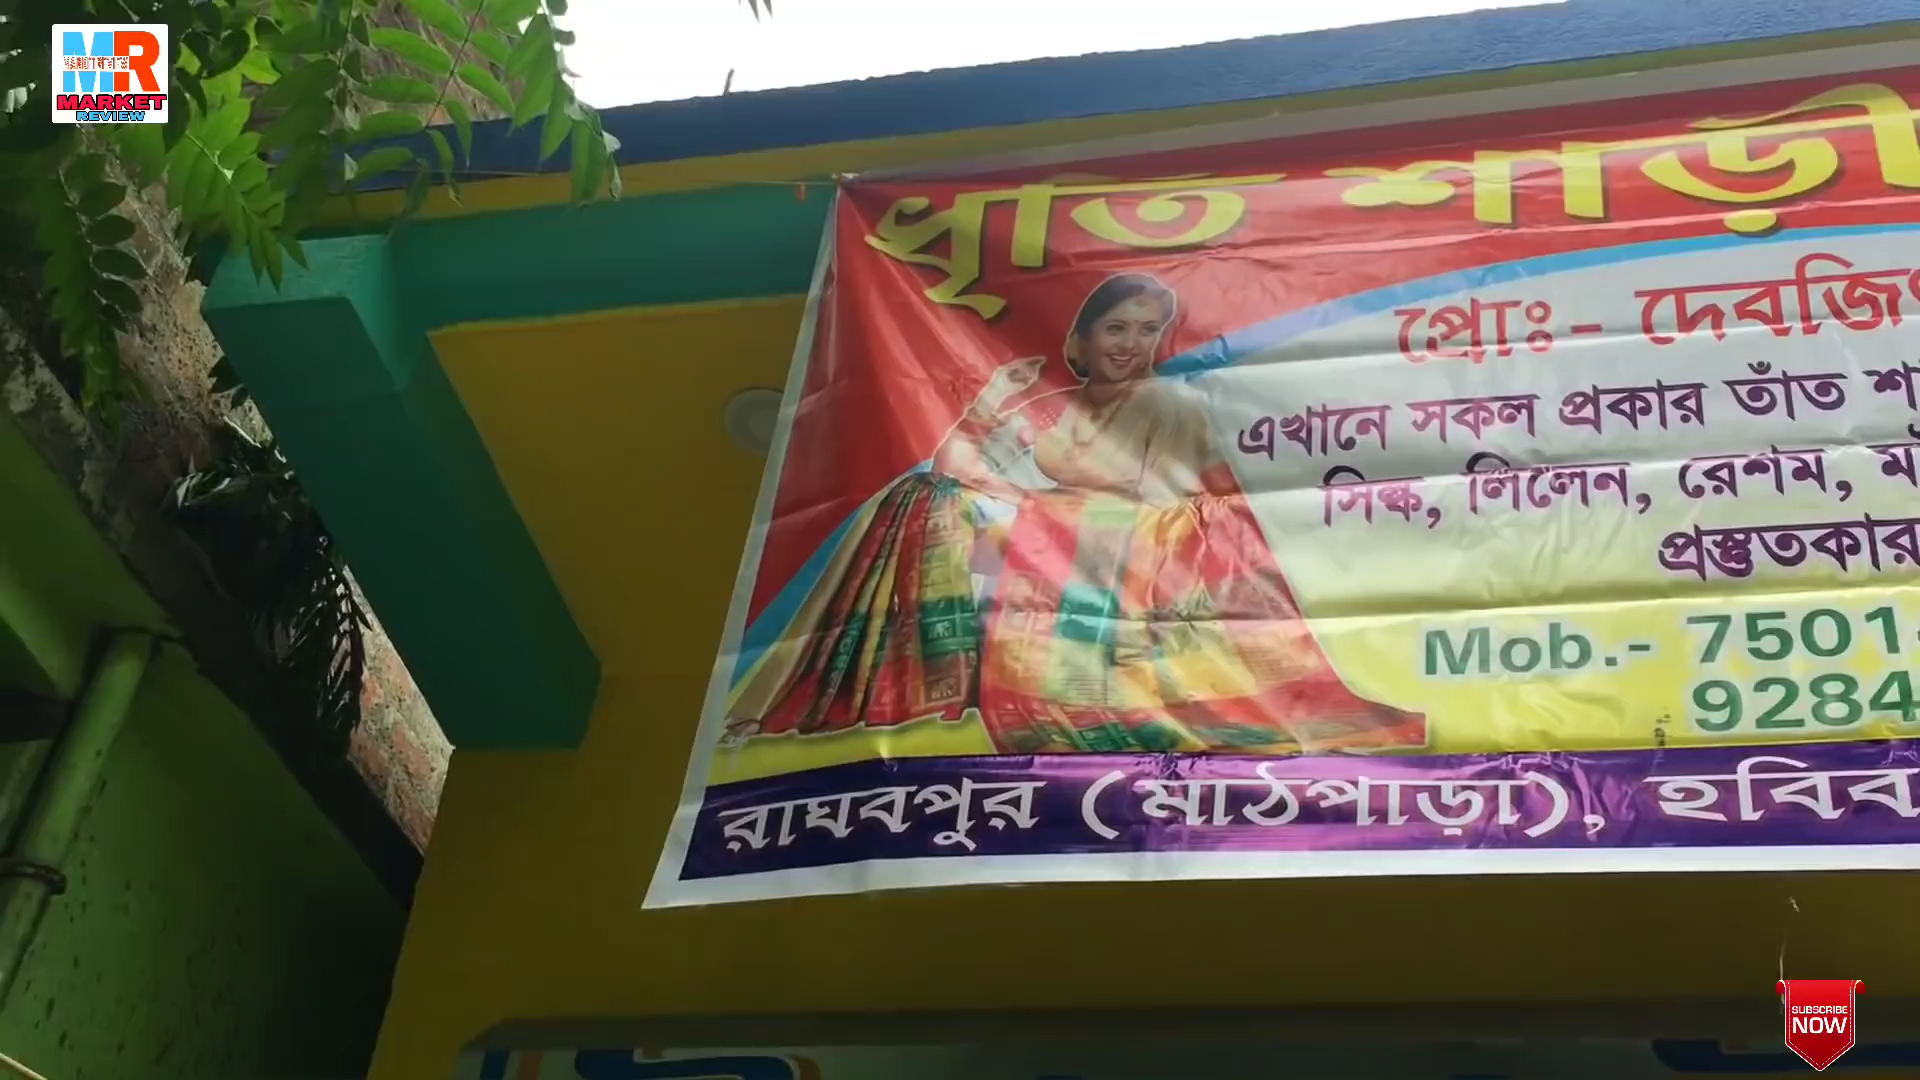 MR
MARKET
REVIEW
ধৃতি শাড়ী
প্রোঃ- দেবজিৎ
এখানে সকল প্রকার তাঁত
সিল্ক, লিলেন, রেশম,
প্রস্তুতকার
Mob.- 7501
9284
রাঘবপুর (মাঠপাড়া), হবিব
SUBSCRIBE
NOW